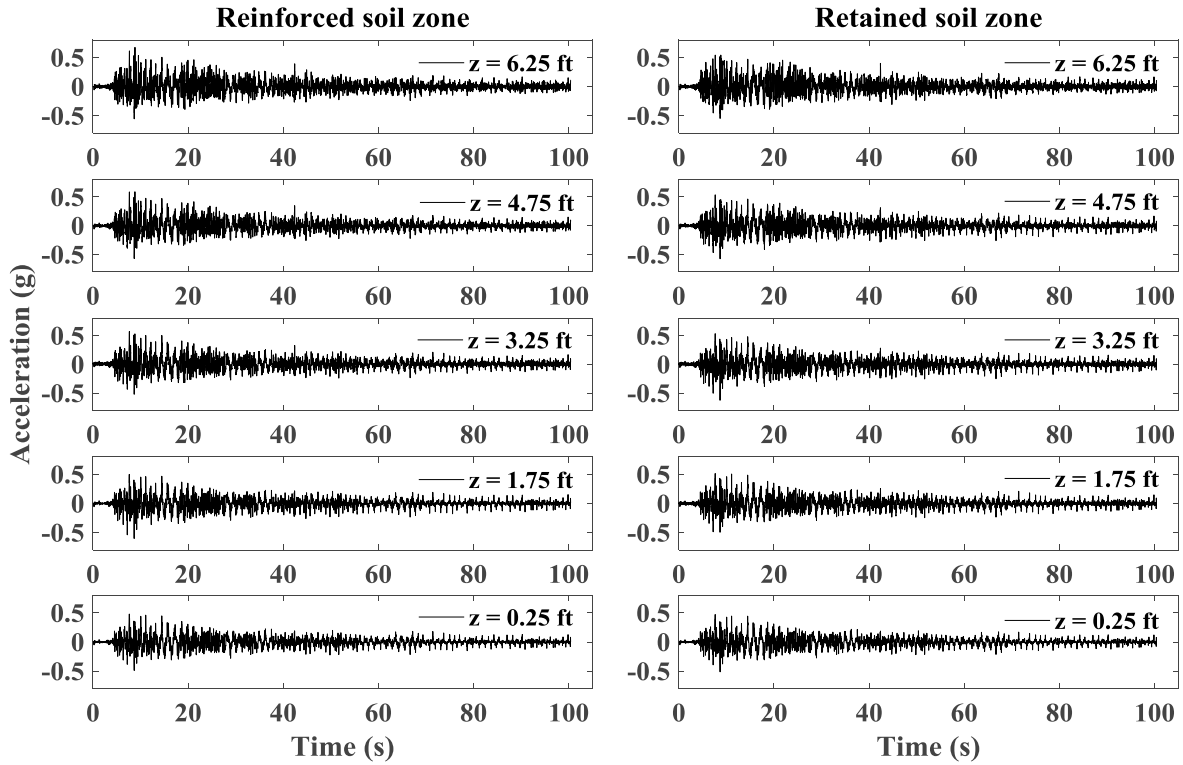 Reinforced soil zone
Retained soil zone
Acceleration (g)
0.5
0
-0.5
z = 6.25 ft
0 20 40 60 80 100
0.5
0
-0.5
z = 6.25 ft
0 20 40 60 80 100
0.5
0
-0.5
z = 4.75 ft
0 20 40 60 80 100
0.5
0
-0.5
z = 4.75 ft
0 20 40 60 80 100
0.5
0
-0.5
z = 3.25 ft
0 20 40 60 80 100
0.5
0
-0.5
z = 3.25 ft
0 20 40 60 80 100
0.5
0
-0.5
z = 1.75 ft
0 20 40 60 80 100
0.5
0
-0.5
z = 1.75 ft
0 20 40 60 80 100
0.5
0
-0.5
z = 0.25 ft
0 20 40 60 80 100
0.5
0
-0.5
z = 0.25 ft
0 20 40 60 80 100
Time (s)
Time (s)